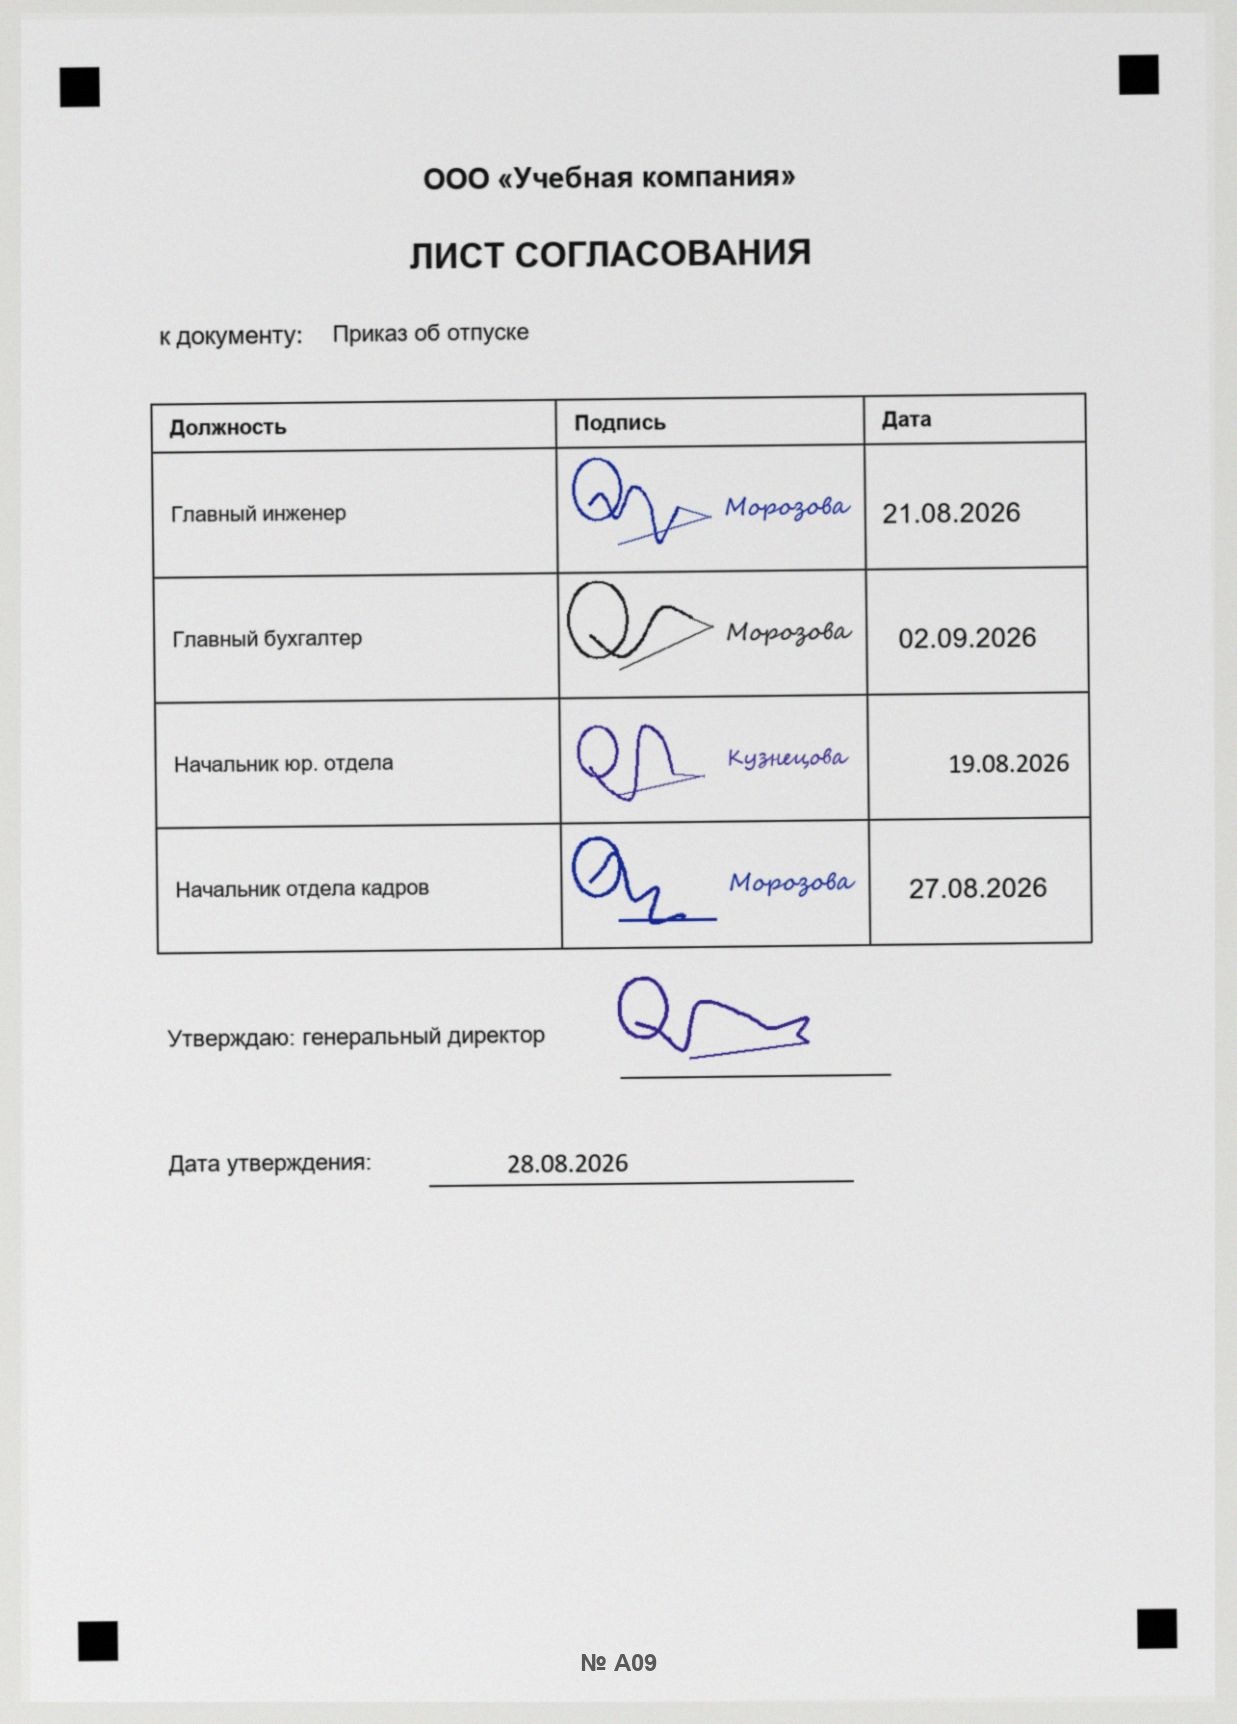 ООО «Учебная компания»
ЛИСТ СОГЛАСОВАНИЯ
к документу: Приказ об отпуске
Должность Подпись Дата
Главный инженер Морозова 21.08.2026
Главный бухгалтер Морозова 02.09.2026
Начальник юр. отдела Кузнецова 19.08.2026
Начальник отдела кадров Морозова 27.08.2026
Утверждаю: генеральный директор
Дата утверждения: 28.08.2026
№ А09